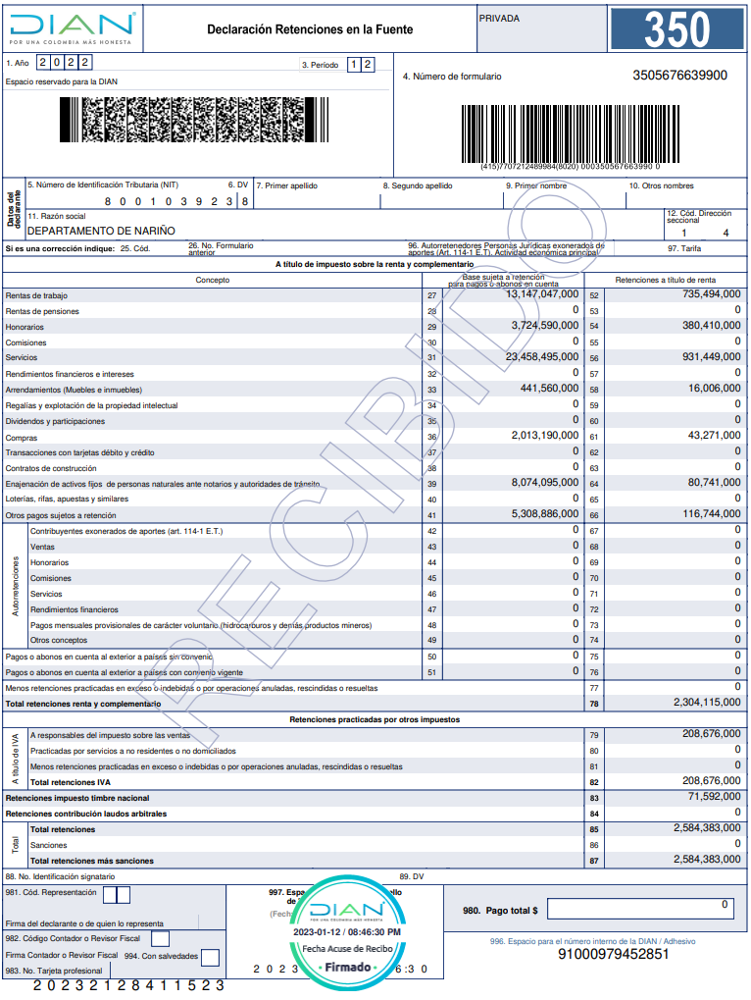 DIAN
POR UNA COLOMBIA MÁS HONESTA
Declaración Retenciones en la Fuente
PRIVADA
350
1. Año 2 0 2 2
3. Período 1 2
Espacio reservado para la DIAN
4. Número de formulario
3505676639900
(415)7707212489984(8020) 000350567663990 0
Datos del declarante
5. Número de Identificación Tributaria (NIT) 6. DV 7. Primer apellido 8. Segundo apellido 9. Primer nombre 10. Otros nombres
8 0 0 1 0 3 9 2 3 8
11. Razón social
DEPARTAMENTO DE NARIÑO
12. Cód. Dirección seccional
1 4
Si es una corrección indique: 25. Cód. 26. No. Formulario anterior 96. Autorretenedores Personas Jurídicas exonerados de aportes (Art. 114-1 E.T). Actividad económica principal 97. Tarifa
A título de impuesto sobre la renta y complementario
Concepto Base sujeta a retención para pagos o abonos en cuenta Retenciones a título de renta
Rentas de trabajo 27 13,147,047,000 52 735,494,000
Rentas de pensiones 28 0 53 0
Honorarios 29 3,724,590,000 54 380,410,000
Comisiones 30 0 55 0
Servicios 31 23,458,495,000 56 931,449,000
Rendimientos financieros e intereses 32 0 57 0
Arrendamientos (Muebles e inmuebles) 33 441,560,000 58 16,006,000
Regalías y explotación de la propiedad intelectual 34 0 59 0
Dividendos y participaciones 35 0 60 0
Compras 36 2,013,190,000 61 43,271,000
Transacciones con tarjetas débito y crédito 37 0 62 0
Contratos de construcción 38 0 63 0
Enajenación de activos fijos de personas naturales ante notarios y autoridades de tránsito 39 8,074,095,000 64 80,741,000
Loterías, rifas, apuestas y similares 40 0 65 0
Otros pagos sujetos a retención 41 5,308,886,000 66 116,744,000
Autorretenciones
Contribuyentes exonerados de aportes (art. 114-1 E.T.) 42 0 67 0
Ventas 43 0 68 0
Honorarios 44 0 69 0
Comisiones 45 0 70 0
Servicios 46 0 71 0
Rendimientos financieros 47 0 72 0
Pagos mensuales provisionales de carácter voluntario (hidrocarburos y demás productos mineros) 48 0 73 0
Otros conceptos 49 0 74 0
Pagos o abonos en cuenta al exterior a países sin convenio 50 0 75 0
Pagos o abonos en cuenta al exterior a países con convenio vigente 51 0 76 0
Menos retenciones practicadas en exceso o indebidas o por operaciones anuladas, rescindidas o resueltas 77 0
Total retenciones renta y complementario 78 2,304,115,000
Retenciones practicadas por otros impuestos
A título de IVA
A responsables del impuesto sobre las ventas 79 208,676,000
Practicadas por servicios a no residentes o no domiciliados 80 0
Menos retenciones practicadas en exceso o indebidas o por operaciones anuladas, rescindidas o resueltas 81 0
Total retenciones IVA 82 208,676,000
Retenciones impuesto timbre nacional 83 71,592,000
Retenciones contribución laudos arbitrales 84 0
Total
Total retenciones 85 2,584,383,000
Sanciones 86 0
Total retenciones más sanciones 87 2,584,383,000
RECIBIDO
88. No. Identificación signatario 89. DV
981. Cód. Representación
Firma del declarante o de quien lo representa
982. Código Contador o Revisor Fiscal
Firma Contador o Revisor Fiscal 994. Con salvedades
983. No. Tarjeta profesional
2 0 2 3 2 1 2 8 4 1 1 5 2 3
997.
DIAN
POR UNA COLOMBIA MÁS HONESTA
2023-01-12 / 08:46:30 PM
Fecha Acuse de Recibo
· Firmado ·
2 0 2 3 6:3 0
980. Pago total $ 0
996. Espacio para el número interno de la DIAN / Adhesivo
91000979452851